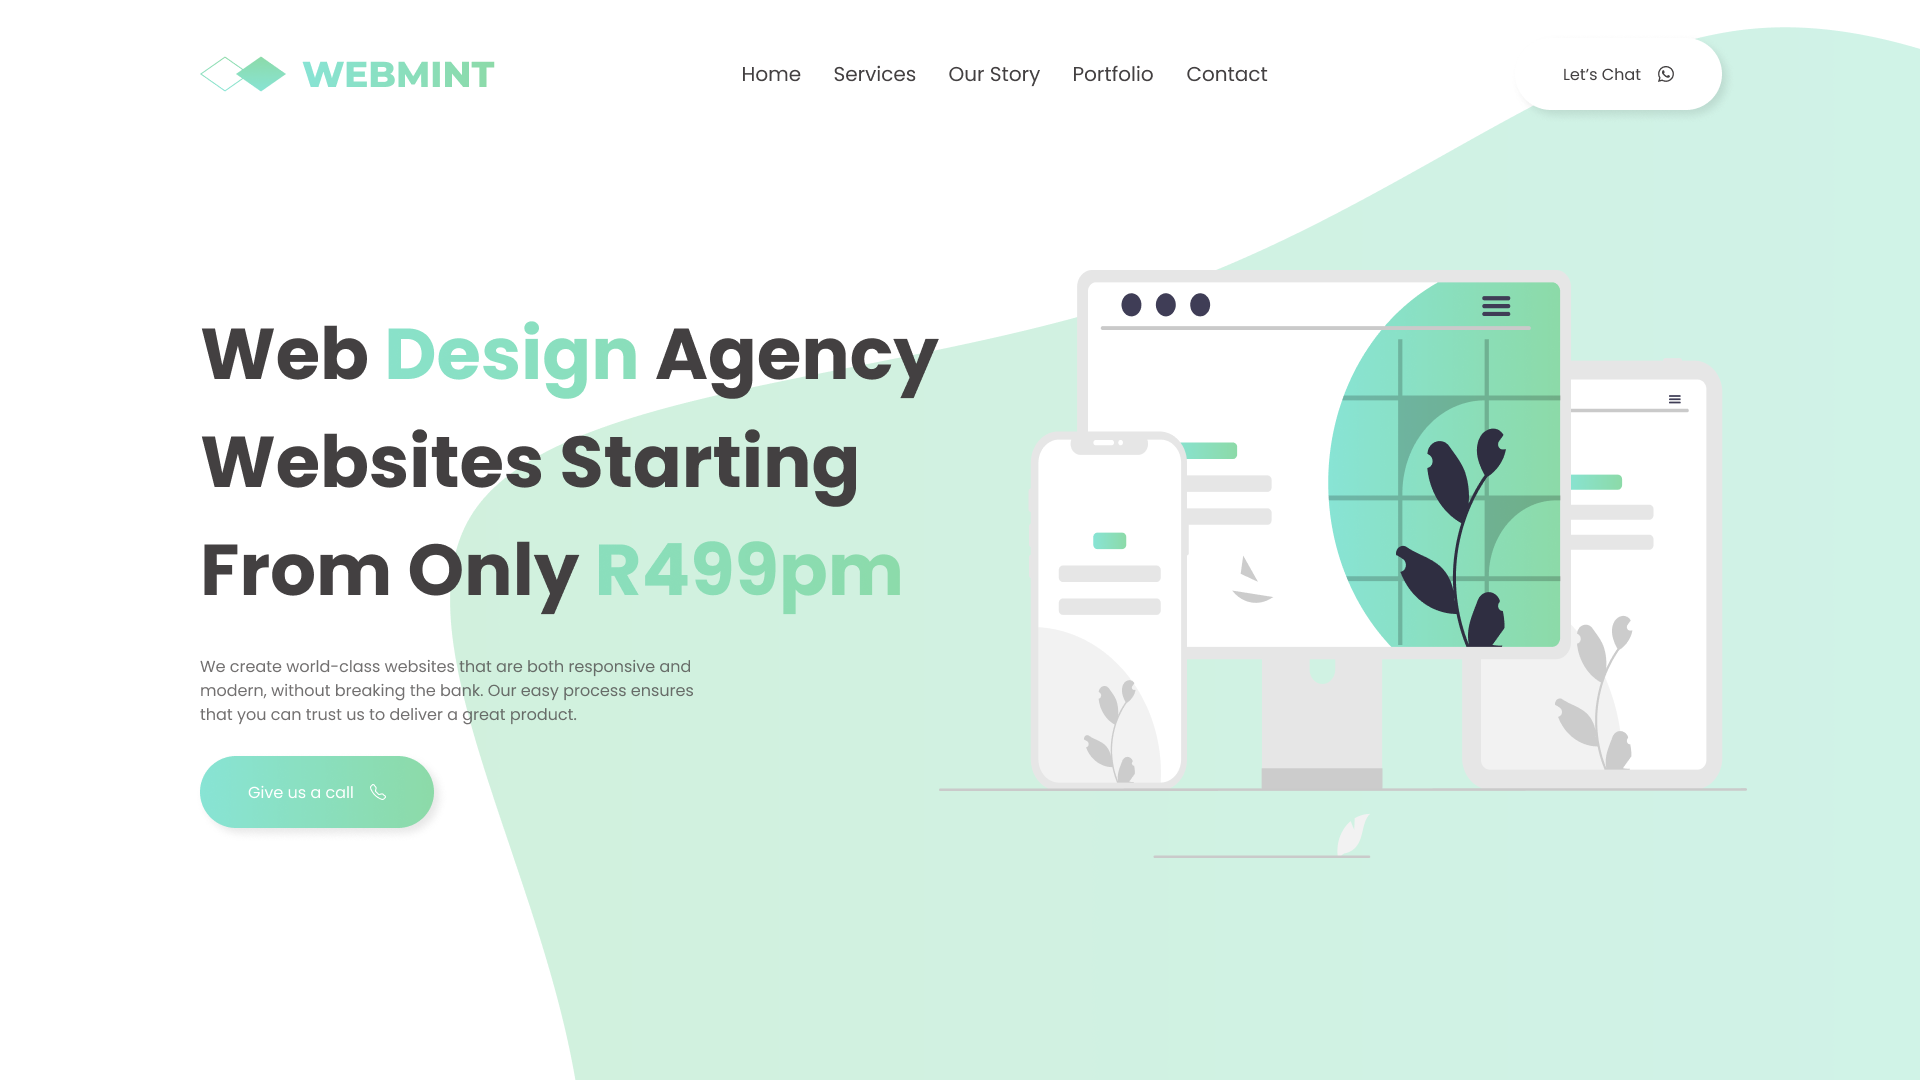 WEBMINT
Home Services Our Story Portfolio Contact
Let’s Chat
Web Design Agency
Websites Starting
From Only R499pm
We create world-class websites that are both responsive and
modern, without breaking the bank. Our easy process ensures
that you can trust us to deliver a great product.
Give us a call